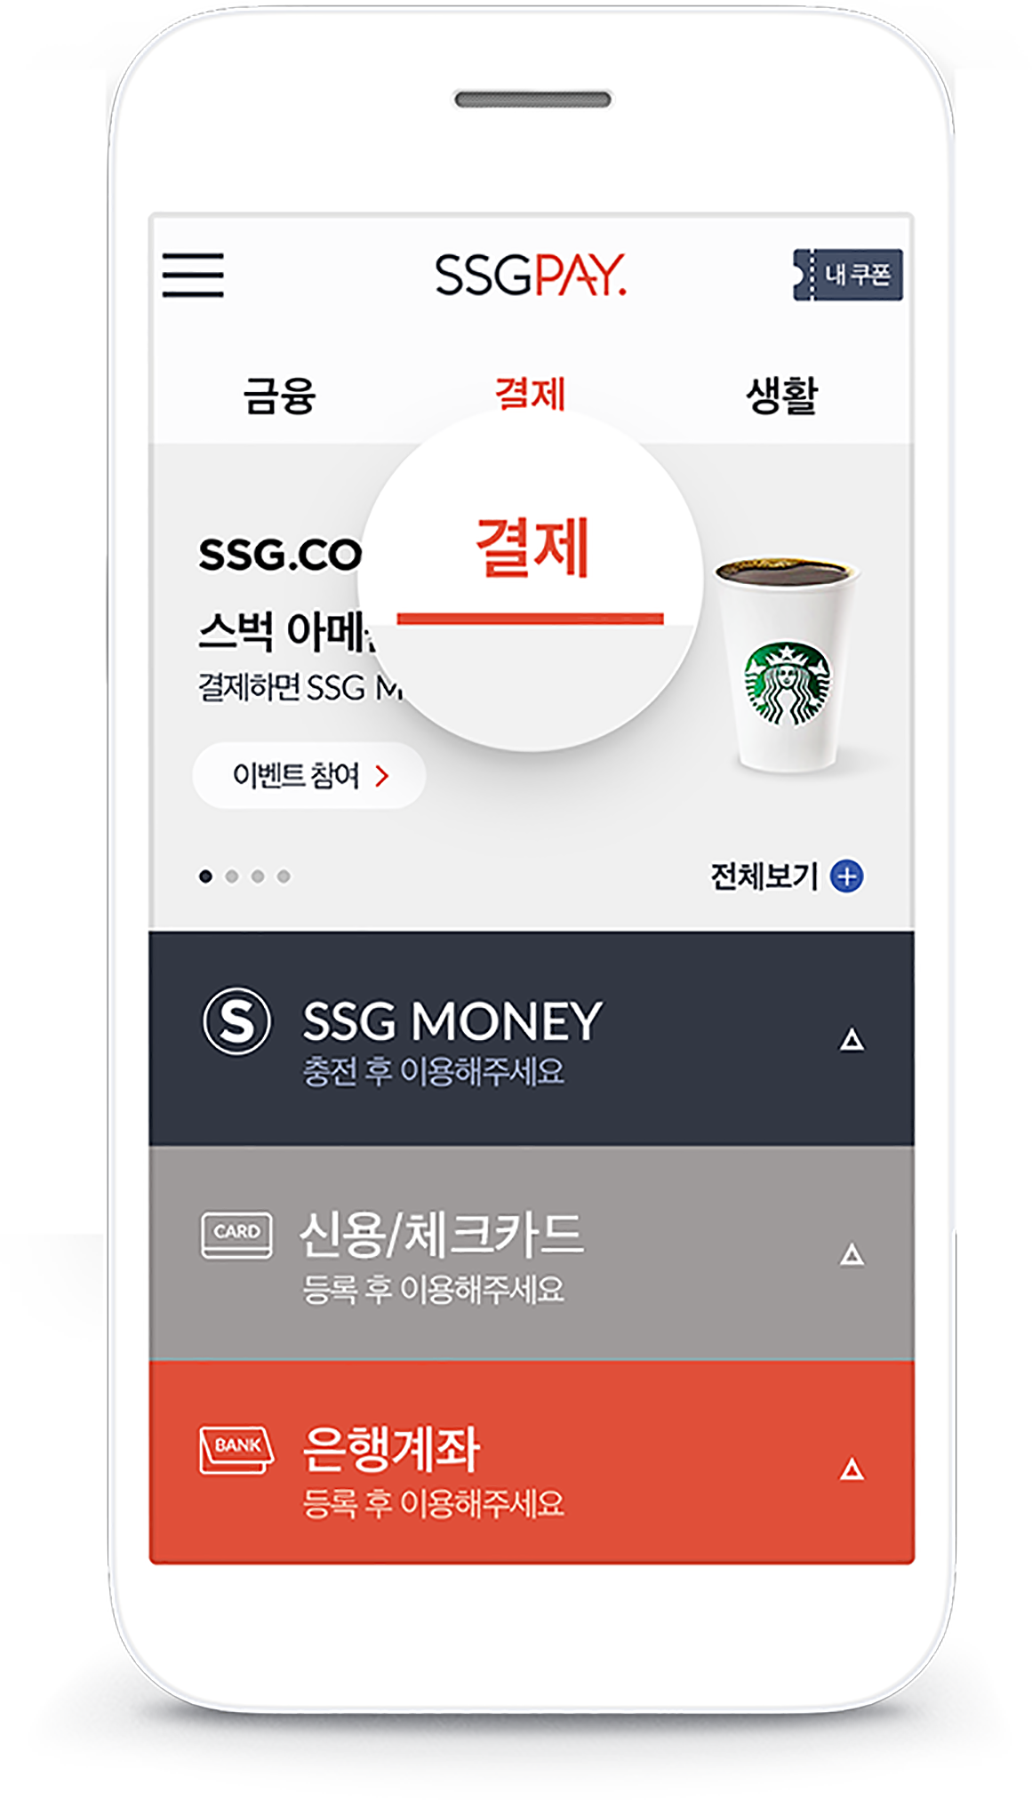 SSGPAY.
내 쿠폰
금융
결제
생활
결제
SSG.CO
스벅 아메
결제하면 SSG M
이벤트 참여 >
전체보기 +
S SSG MONEY
충전 후 이용해주세요
CARD 신용/체크카드
등록 후 이용해주세요
BANK 은행계좌
등록 후 이용해주세요